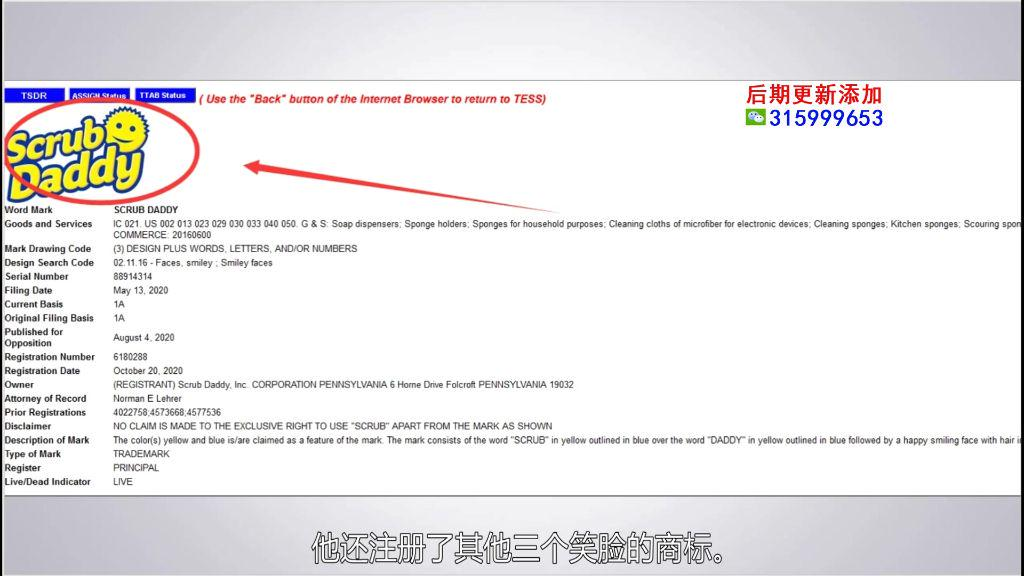 TSDR ASSIGN Status TTAB Status ( Use the "Back" button of the Internet Browser to return to TESS)
后期更新添加
315999653
Scrub
Daddy
Word Mark SCRUB DADDY
Goods and Services IC 021. US 002 013 023 029 030 033 040 050. G & S: Soap dispensers; Sponge holders; Sponges for household purposes; Cleaning cloths of microfiber for electronic devices; Cleaning sponges; Kitchen sponges; Scouring
COMMERCE: 20160600
Mark Drawing Code (3) DESIGN PLUS WORDS, LETTERS, AND/OR NUMBERS
Design Search Code 02.11.16 - Faces, smiley ; Smiley faces
Serial Number 88914314
Filing Date May 13, 2020
Current Basis 1A
Original Filing Basis 1A
Published for
Opposition August 4, 2020
Registration Number 6180288
Registration Date October 20, 2020
Owner (REGISTRANT) Scrub Daddy, Inc. CORPORATION PENNSYLVANIA 6 Horne Drive Folcroft PENNSYLVANIA 19032
Attorney of Record Norman E Lehrer
Prior Registrations 4022758;4573668;4577536
Disclaimer NO CLAIM IS MADE TO THE EXCLUSIVE RIGHT TO USE "SCRUB" APART FROM THE MARK AS SHOWN
Description of Mark The color(s) yellow and blue is/are claimed as a feature of the mark. The mark consists of the word "SCRUB" in yellow outlined in blue over the word "DADDY" in yellow outlined in blue followed by a happy smiling face with hair
Type of Mark TRADEMARK
Register PRINCIPAL
Live/Dead Indicator LIVE
他还注册了其他三个笑脸的商标。